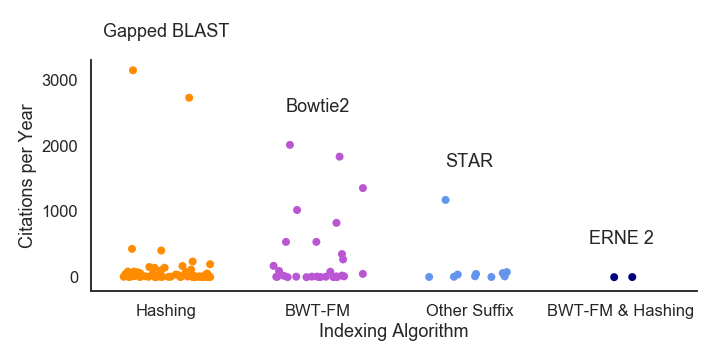 Gapped BLAST
Bowtie2
STAR
ERNE 2
Citations per Year
3000
2000
1000
0
Hashing
BWT-FM
Other Suffix
BWT-FM & Hashing
Indexing Algorithm